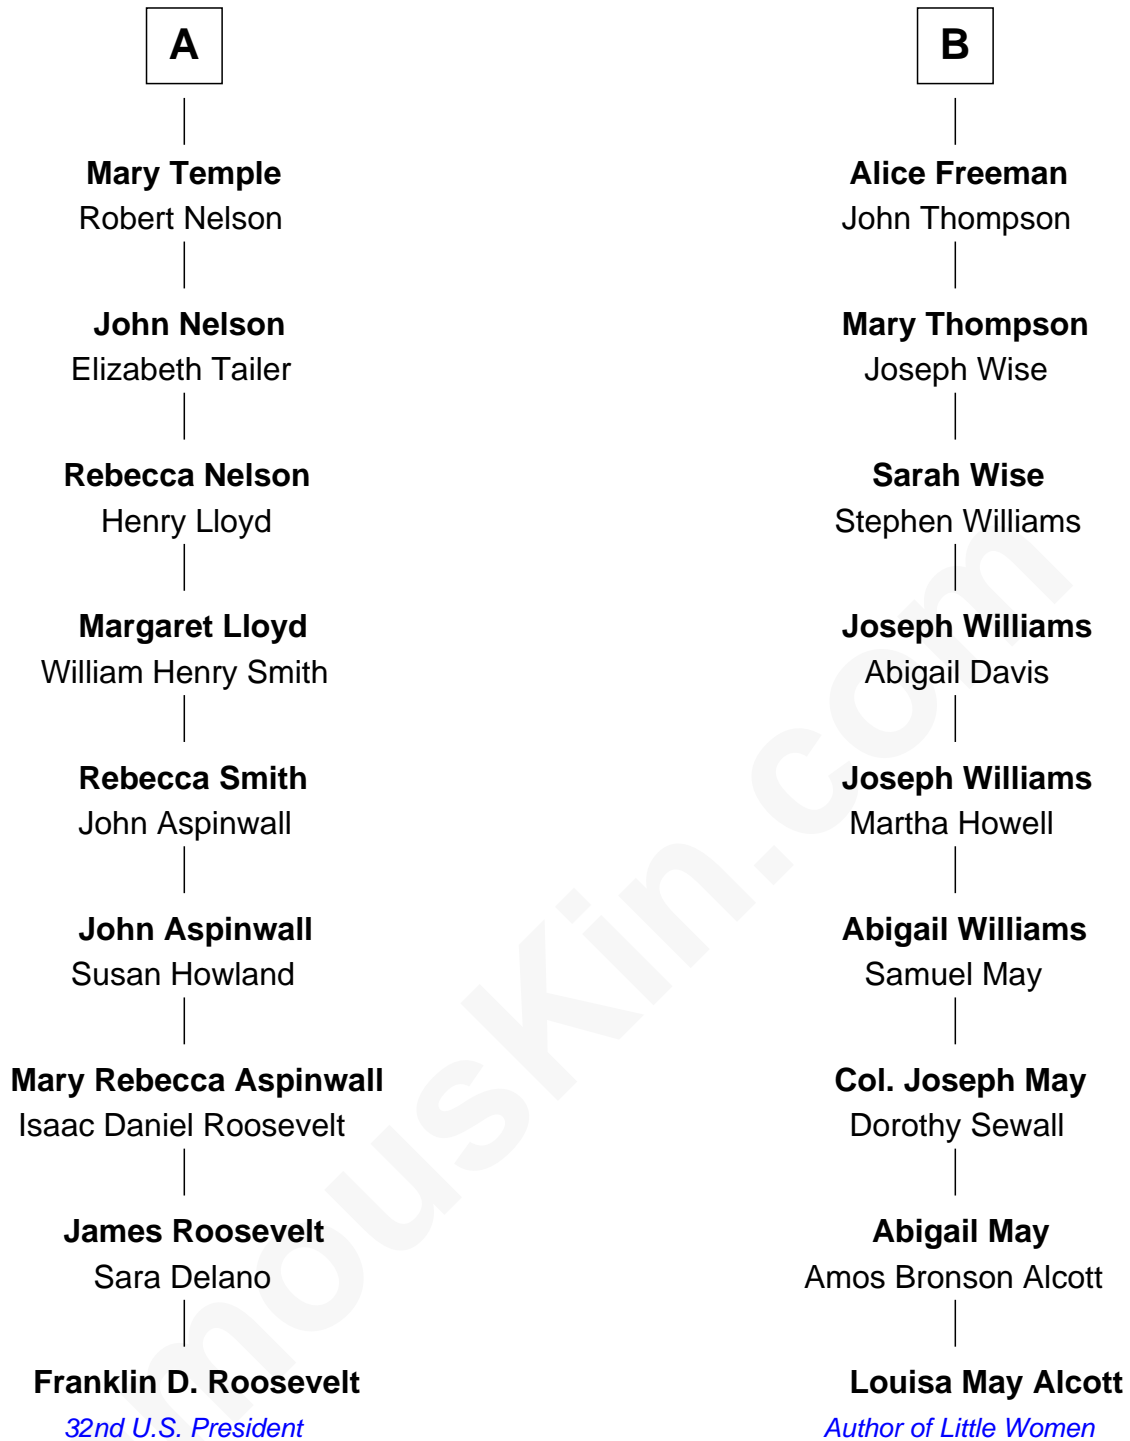 A
Mary Temple
Robert Nelson
John Nelson
Elizabeth Tailer
Rebecca Nelson
Henry Lloyd
Margaret Lloyd
William Henry Smith
Rebecca Smith
John Aspinwall
John Aspinwall
Susan Howland
Mary Rebecca Aspinwall
Isaac Daniel Roosevelt
James Roosevelt
Sara Delano
Franklin D. Roosevelt
32nd U.S. President
B
Alice Freeman
John Thompson
Mary Thompson
Joseph Wise
Sarah Wise
Stephen Williams
Joseph Williams
Abigail Davis
Joseph Williams
Martha Howell
Abigail Williams
Samuel May
Col. Joseph May
Dorothy Sewall
Abigail May
Amos Bronson Alcott
Louisa May Alcott
Author of Little Women
mousKin.com